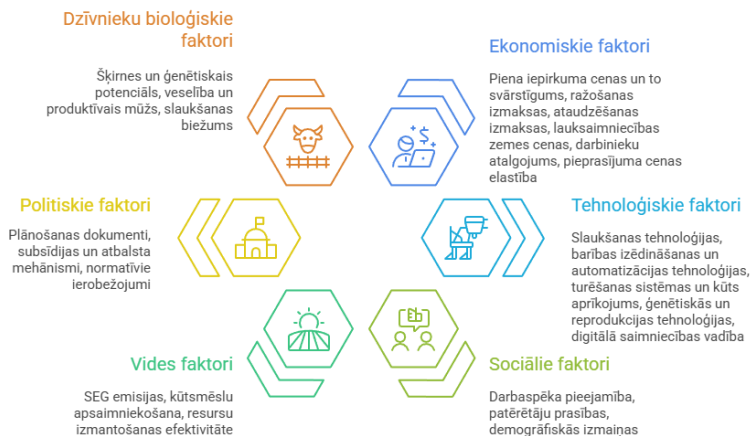 Dzīvnieku bioloģiskie
faktori
Šķirnes un ģenētiskais
potenciāls, veselība un
produktīvais mūžs, slaukšanas
biežums
Ekonomiskie faktori
Piena iepirkuma cenas un to
svārstīgums, ražošanas
izmaksas, ataudzēšanas
izmaksas, lauksaimniecības
zemes cenas, darbinieku
atalgojums, pieprasījuma cenas
elastība
Politiskie faktori
Plānošanas dokumenti,
subsīdijas un atbalsta
mehānismi, normatīvie
ierobežojumi
Tehnoloģiskie faktori
Slaukšanas tehnoloģijas,
barības izēdināšanas un
automatizācijas tehnoloģijas,
turēšanas sistēmas un kūts
aprīkojums, ģenētiskās un
reprodukcijas tehnoloģijas,
digitālā saimniecības vadība
Vides faktori
SEG emisijas, kūtsmēslu
apsaimniekošana, resursu
izmantošanas efektivitāte
Sociālie faktori
Darbaspēka pieejamība,
patērētāju prasības,
demogrāfiskās izmaiņas